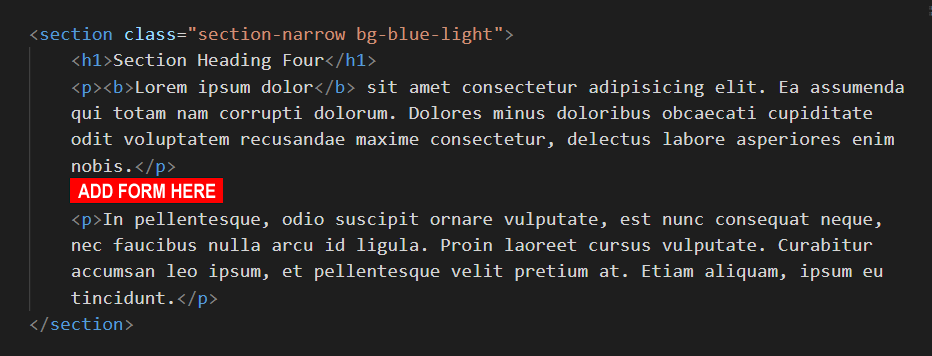 <section class="section-narrow bg-blue-light">
<h1>Section Heading Four</h1>
<p><b>Lorem ipsum dolor</b> sit amet consectetur adipisicing elit. Ea assumenda
qui totam nam corrupti dolorum. Dolores minus doloribus obcaecati cupiditate
odit voluptatem recusandae maxime consectetur, delectus labore asperiores enim
nobis.</p>
ADD FORM HERE
<p>In pellentesque, odio suscipit ornare vulputate, est nunc consequat neque,
nec faucibus nulla arcu id ligula. Proin laoreet cursus vulputate. Curabitur
accumsan leo ipsum, et pellentesque velit pretium at. Etiam aliquam, ipsum eu
tincidunt.</p>
</section>